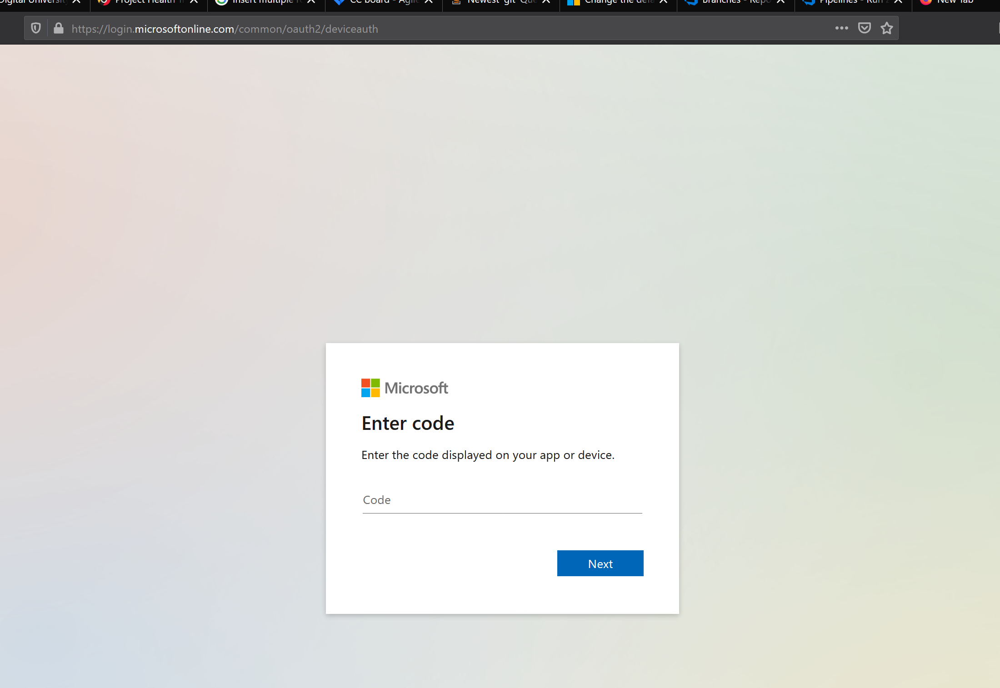 Digital University
Project Health
Insert multiple
CC board - Agile
Newest 'git' Que
Change the defa
Branches - Repo
Pipelines - Run 2
New Tab
https://login.microsoftonline.com/common/oauth2/deviceauth
Microsoft
Enter code
Enter the code displayed on your app or device.
Code
Next